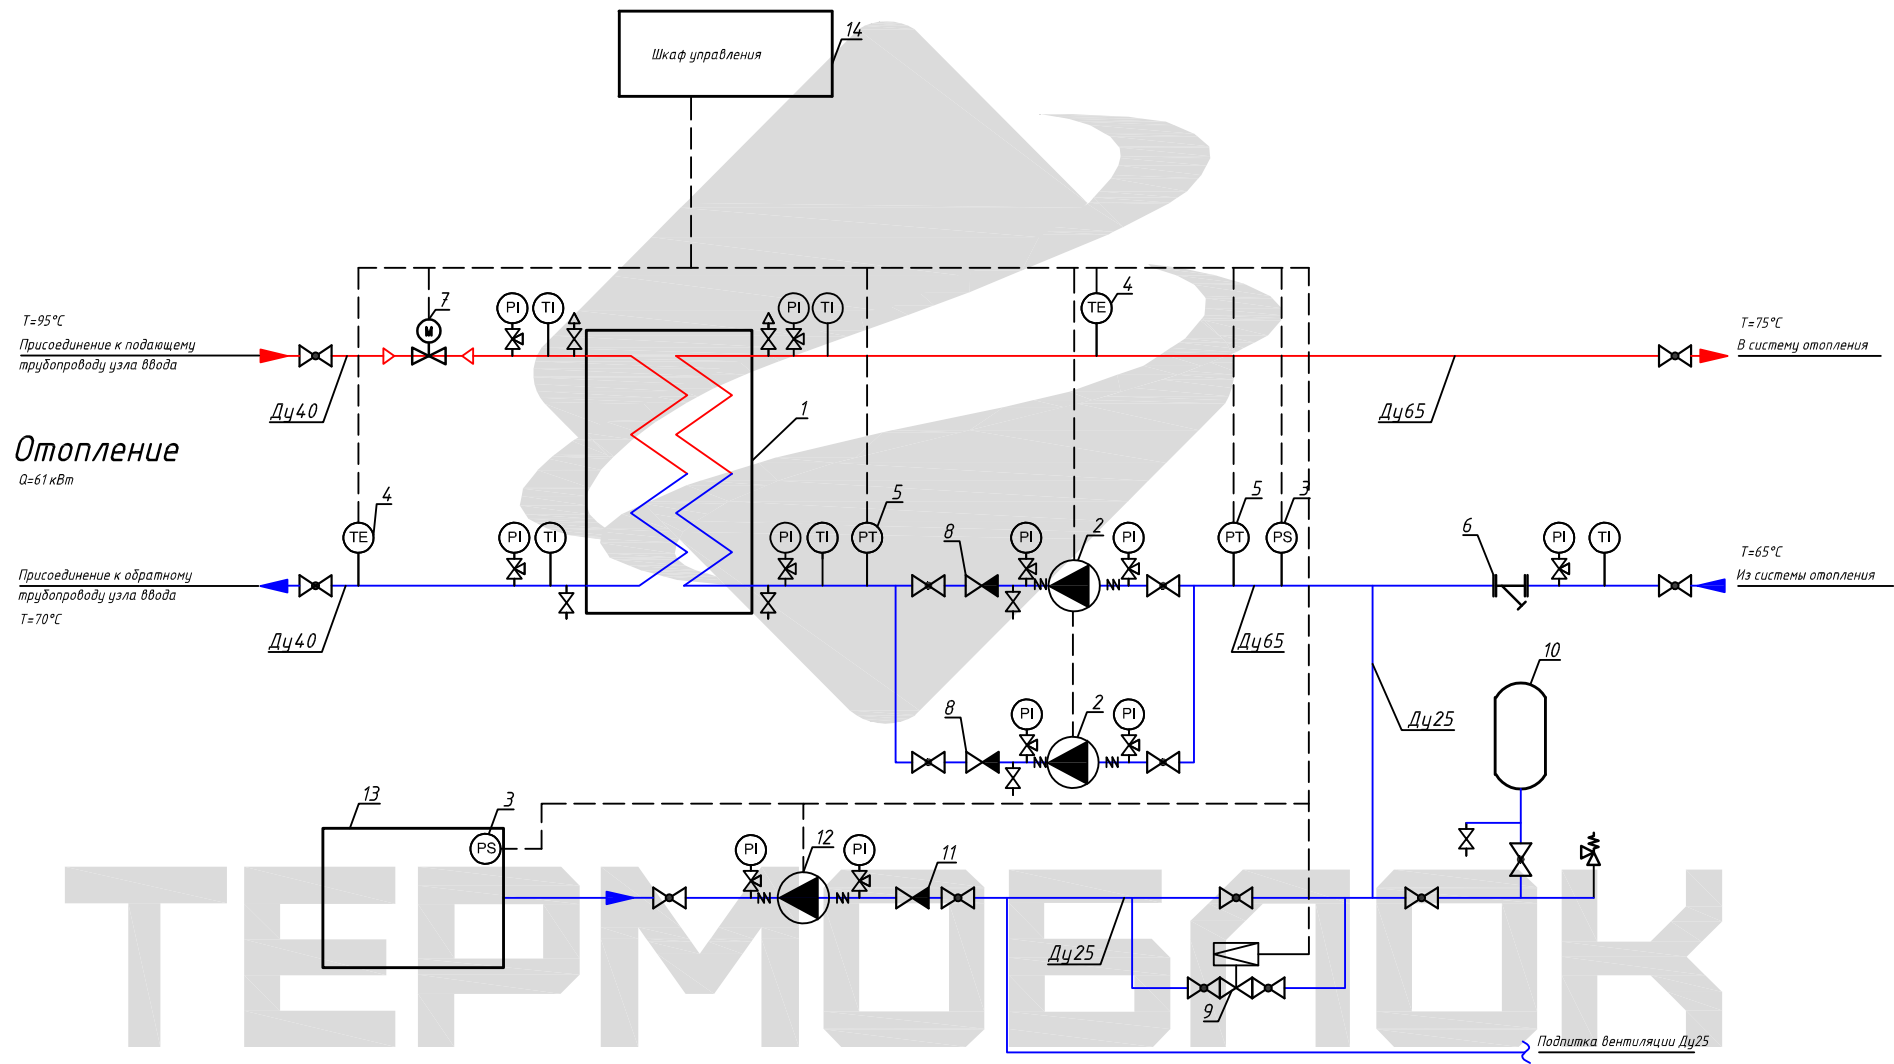 14
Шкаф управления
7
PI
TI
PI
TI
TE
4
T=95°C
Присоединение к подающему
трубопроводу узла ввода
M
T=75°C
В систему отопления
Ду40
1
Ду65
Отопление
Q=61кВт
4
TE
PI
TI
PI
TI
PT
5
8
PI
2
PI
PT
5
PS
3
6
PI
TI
Присоединение к обратному
трубопроводу узла ввода
T=70°C
T=65°C
Из системы отопления
Ду40
Ду65
10
8
PI
2
PI
Ду25
13
3
PS
PI
12
PI
11
Ду25
9
Подпитка вентиляции Ду25
ТЕРМОБЛОК